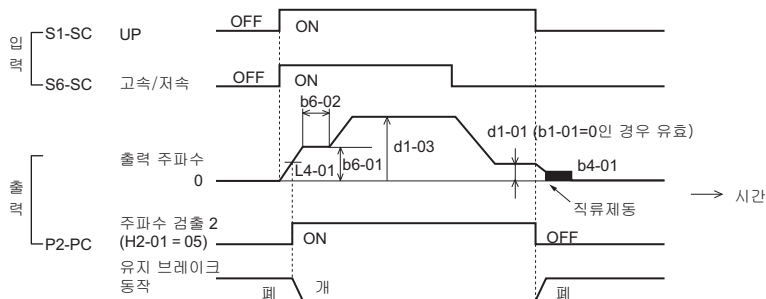 입력
S1-SC UP OFF ON
S6-SC 고속/저속 OFF ON
b6-02
d1-01 (b1-01=0인 경우 유효)
d1-03
출력 주파수
L4-01 b6-01 b4-01
0
직류제동
→ 시간
출력
주파수 검출 2
P2-PC (H2-01 = 05) ON OFF
유지 브레이크
동작 폐 개 폐